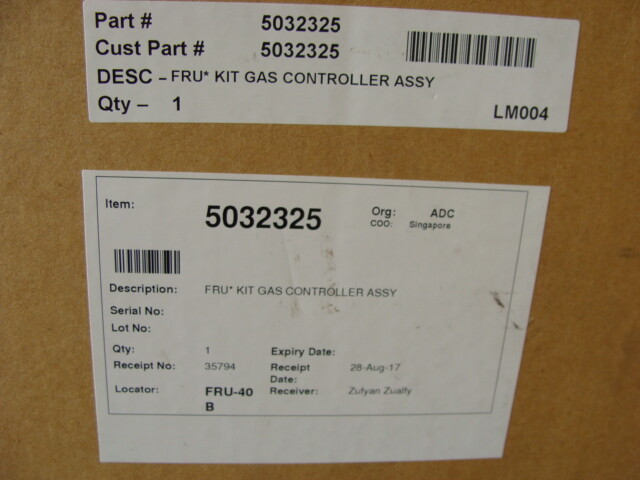 Part # 5032325
Cust Part # 5032325
DESC – FRU* KIT GAS CONTROLLER ASSY
Qty – 1
LM004
Item: 5032325 Org: ADC
COO: Singapore
Description: FRU* KIT GAS CONTROLLER ASSY
Serial No:
Lot No:
Qty: 1 Expiry Date:
Receipt No: 35794 Receipt Date: 28-Aug-17
Locator: FRU-40 B Receiver: Zufyan Zualfy